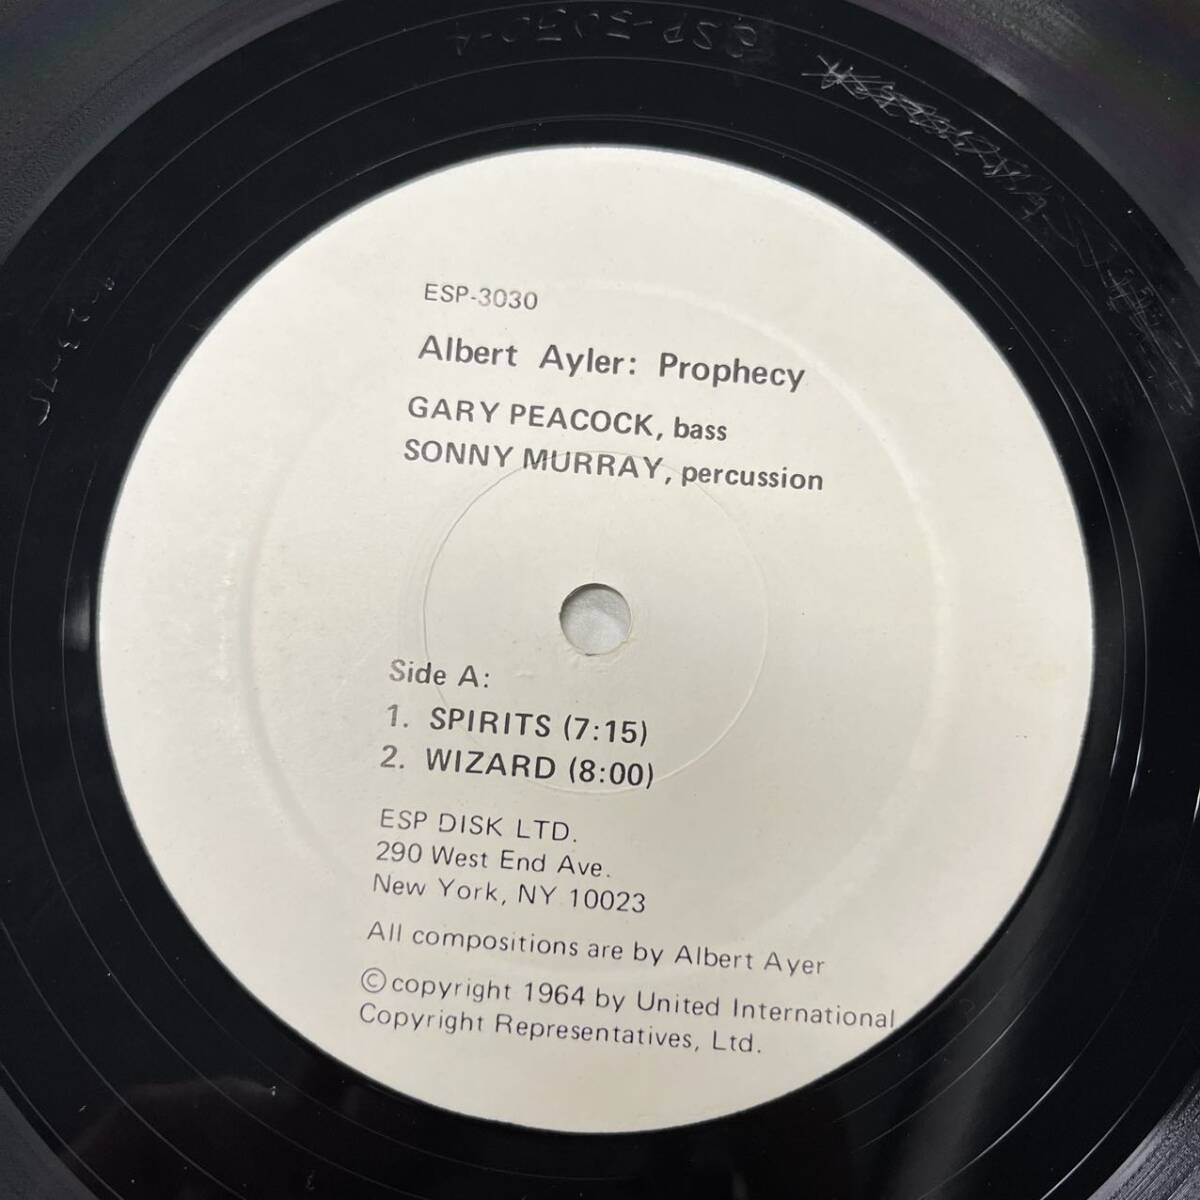 ESP-3030-A
ESP-3030
Albert Ayler: Prophecy
GARY PEACOCK, bass
SONNY MURRAY, percussion
Side A:
1. SPIRITS (7:15)
2. WIZARD (8:00)
ESP DISK LTD.
290 West End Ave.
New York, NY 10023
All compositions are by Albert Ayer
©copyright 1964 by United International
Copyright Representatives, Ltd.